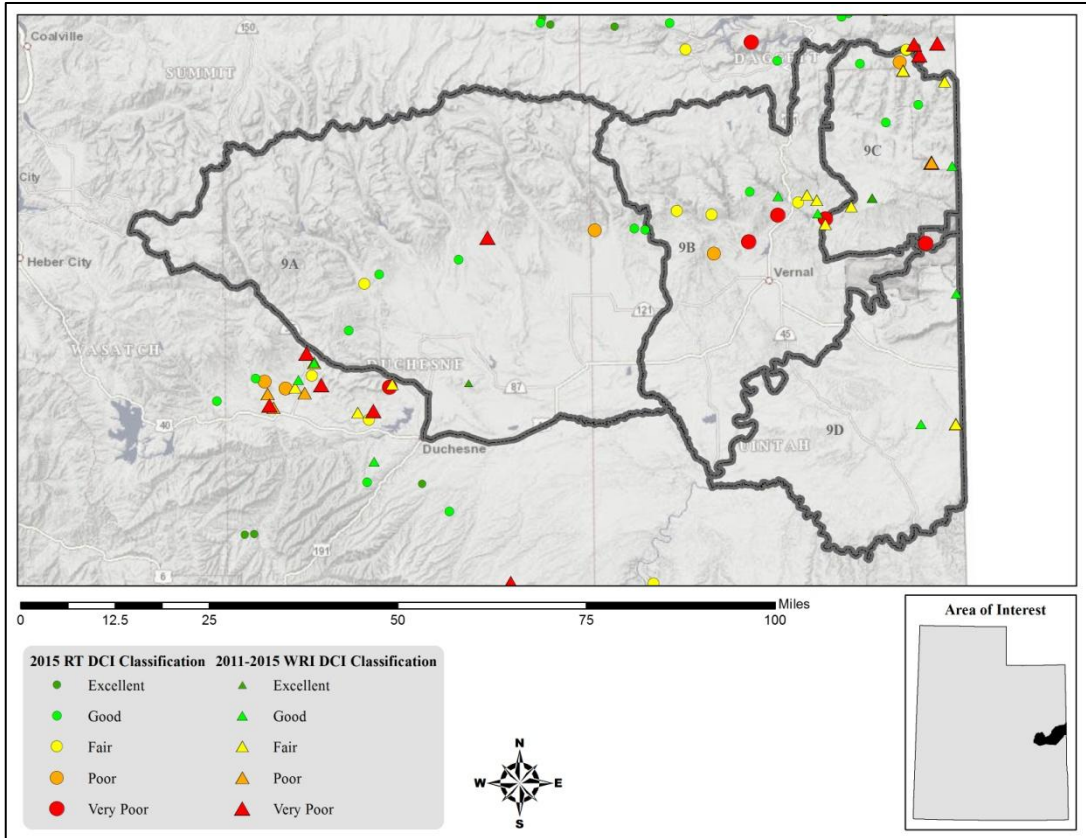 Coalville
150
SUMMIT
DAGGETT
9C
City
Heber City
9A
9B
Vernal
121
45
WASATCH
DUCHESNE
87
40
Duchesne
9D
UINTAH
191
6
0 12.5 25 50 75 100 Miles
Area of Interest
2015 RT DCI Classification 2011-2015 WRI DCI Classification
Excellent Excellent
Good Good
Fair Fair
Poor Poor
Very Poor Very Poor
N
W E
S